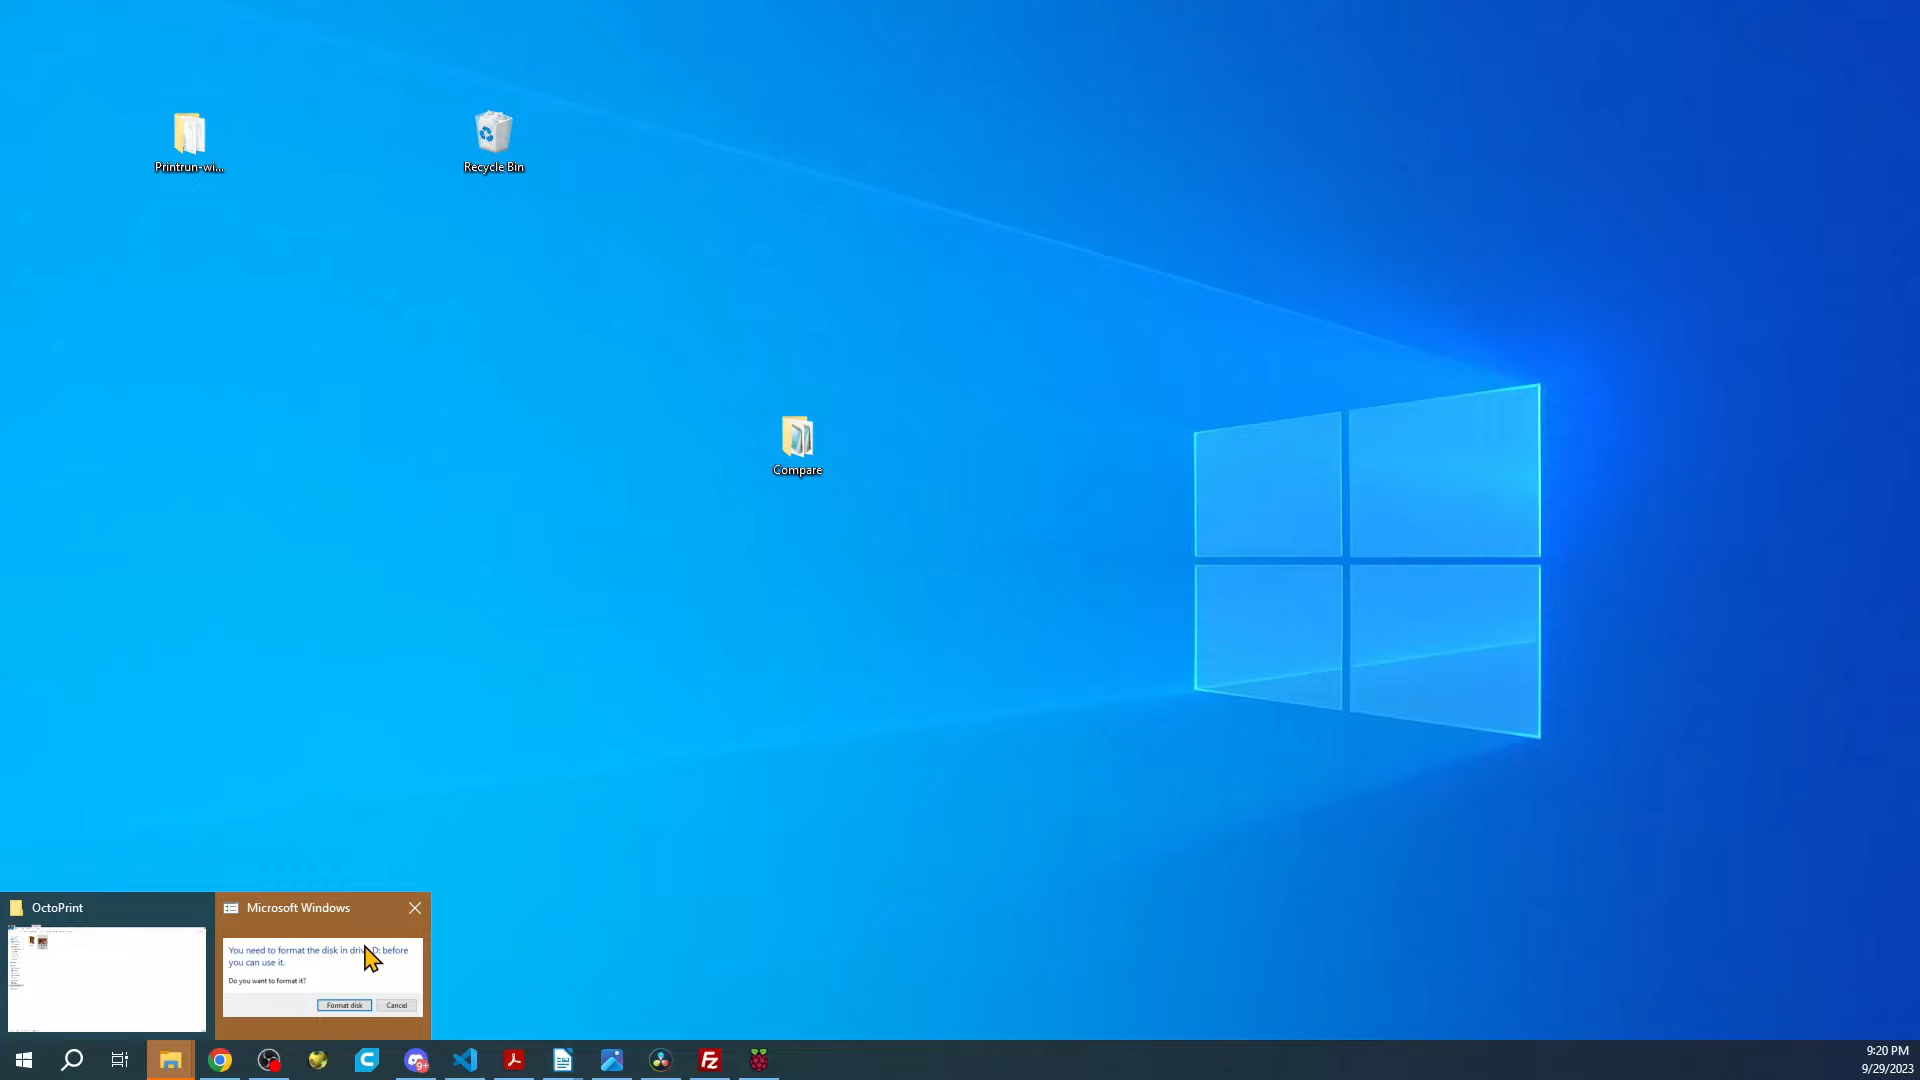 Printrun-wi...
Recycle Bin
Compare
OctoPrint
Microsoft Windows
You need to format the disk in drive D: before
you can use it.
Do you want to format it?
Format disk
Cancel
9+
9:20 PM
9/29/2023